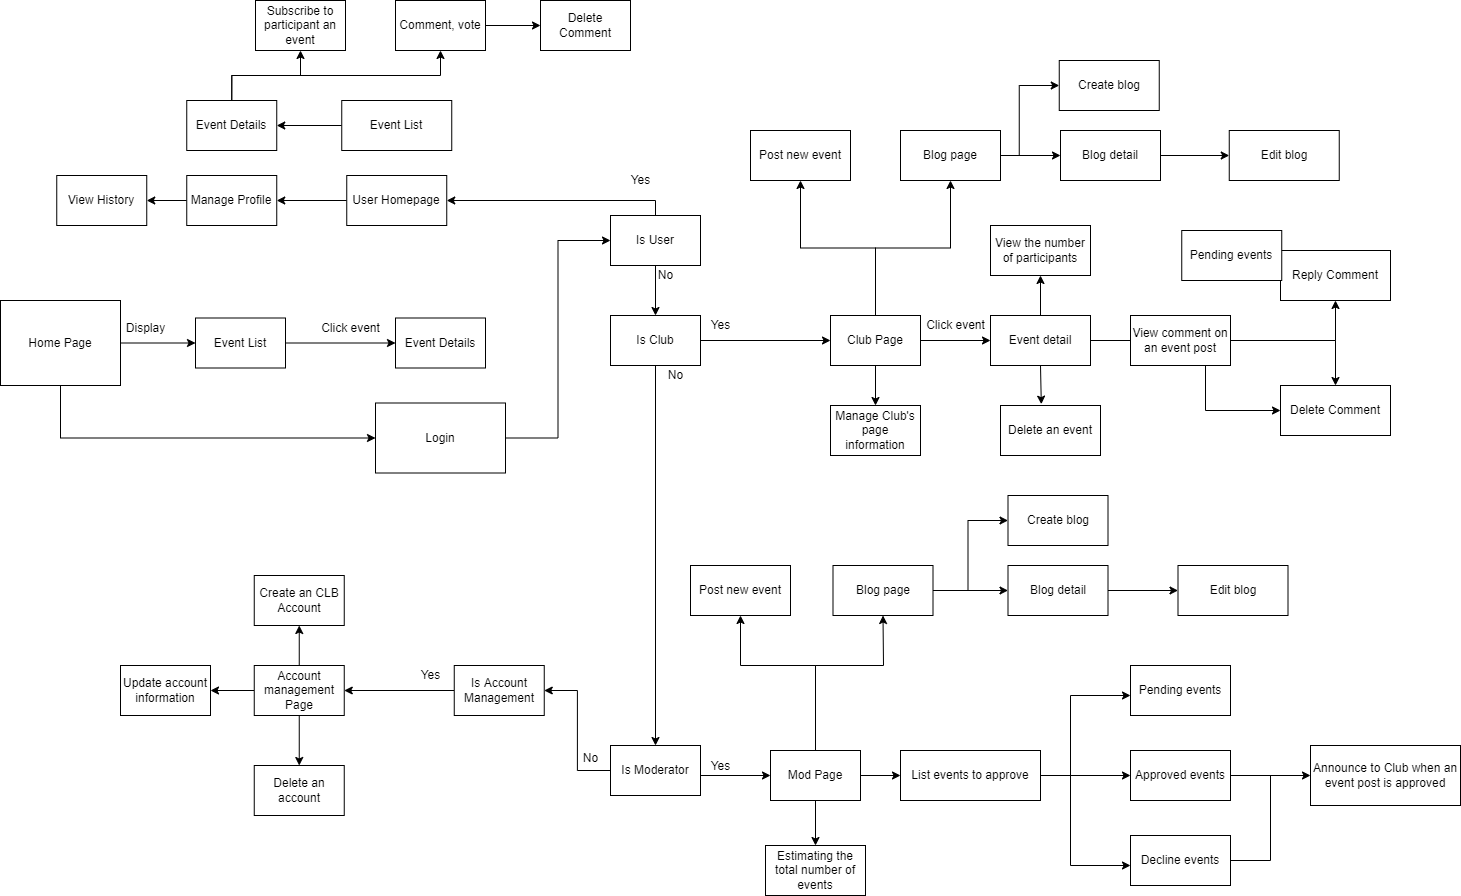 Subscribe to
participant an
event
Comment, vote
Delete
Comment
Event Details
Event List
View History
Manage Profile
User Homepage
Yes
Is User
No
Home Page
Display
Event List
Click event
Event Details
Login
Is Club
Yes
No
Post new event
Blog page
Create blog
Blog detail
Edit blog
View the number
of participants
Pending events
Reply Comment
Club Page
Click event
Event detail
View comment on
an event post
Manage Club's
page
information
Delete an event
Delete Comment
Create blog
Post new event
Blog page
Blog detail
Edit blog
Create an CLB
Account
Update account
information
Account
management
Page
Yes
Is Account
Management
Delete an
account
No
Is Moderator
Yes
Mod Page
List events to approve
Pending events
Approved events
Decline events
Announce to Club when an
event post is approved
Estimating the
total number of
events